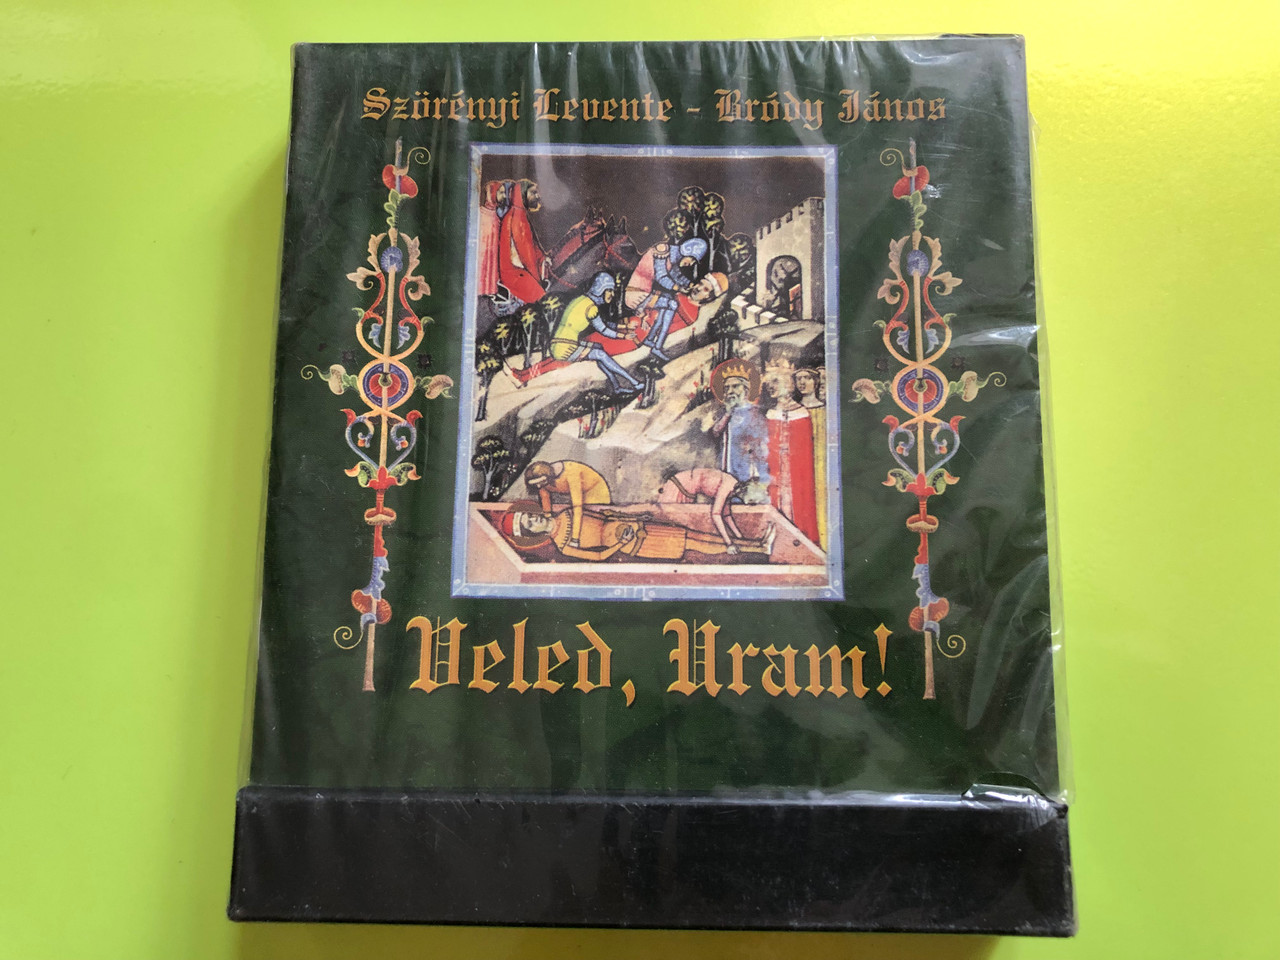 Szörényi Levente - Bródy János
Veled, Uram!